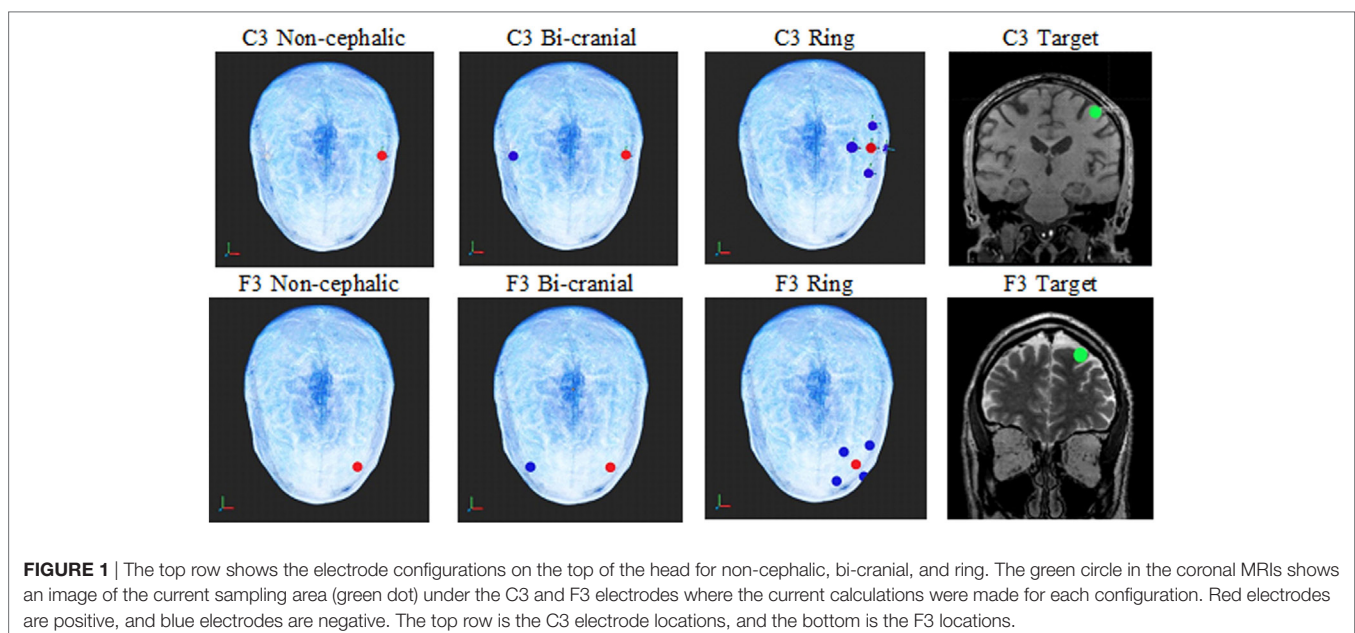 C3 Non-cephalic C3 Bi-cranial C3 Ring C3 Target
F3 Non-cephalic F3 Bi-cranial F3 Ring F3 Target
FIGURE 1 | The top row shows the electrode configurations on the top of the head for non-cephalic, bi-cranial, and ring. The green circle in the coronal MRIs shows
an image of the current sampling area (green dot) under the C3 and F3 electrodes where the current calculations were made for each configuration. Red electrodes
are positive, and blue electrodes are negative. The top row is the C3 electrode locations, and the bottom is the F3 locations.